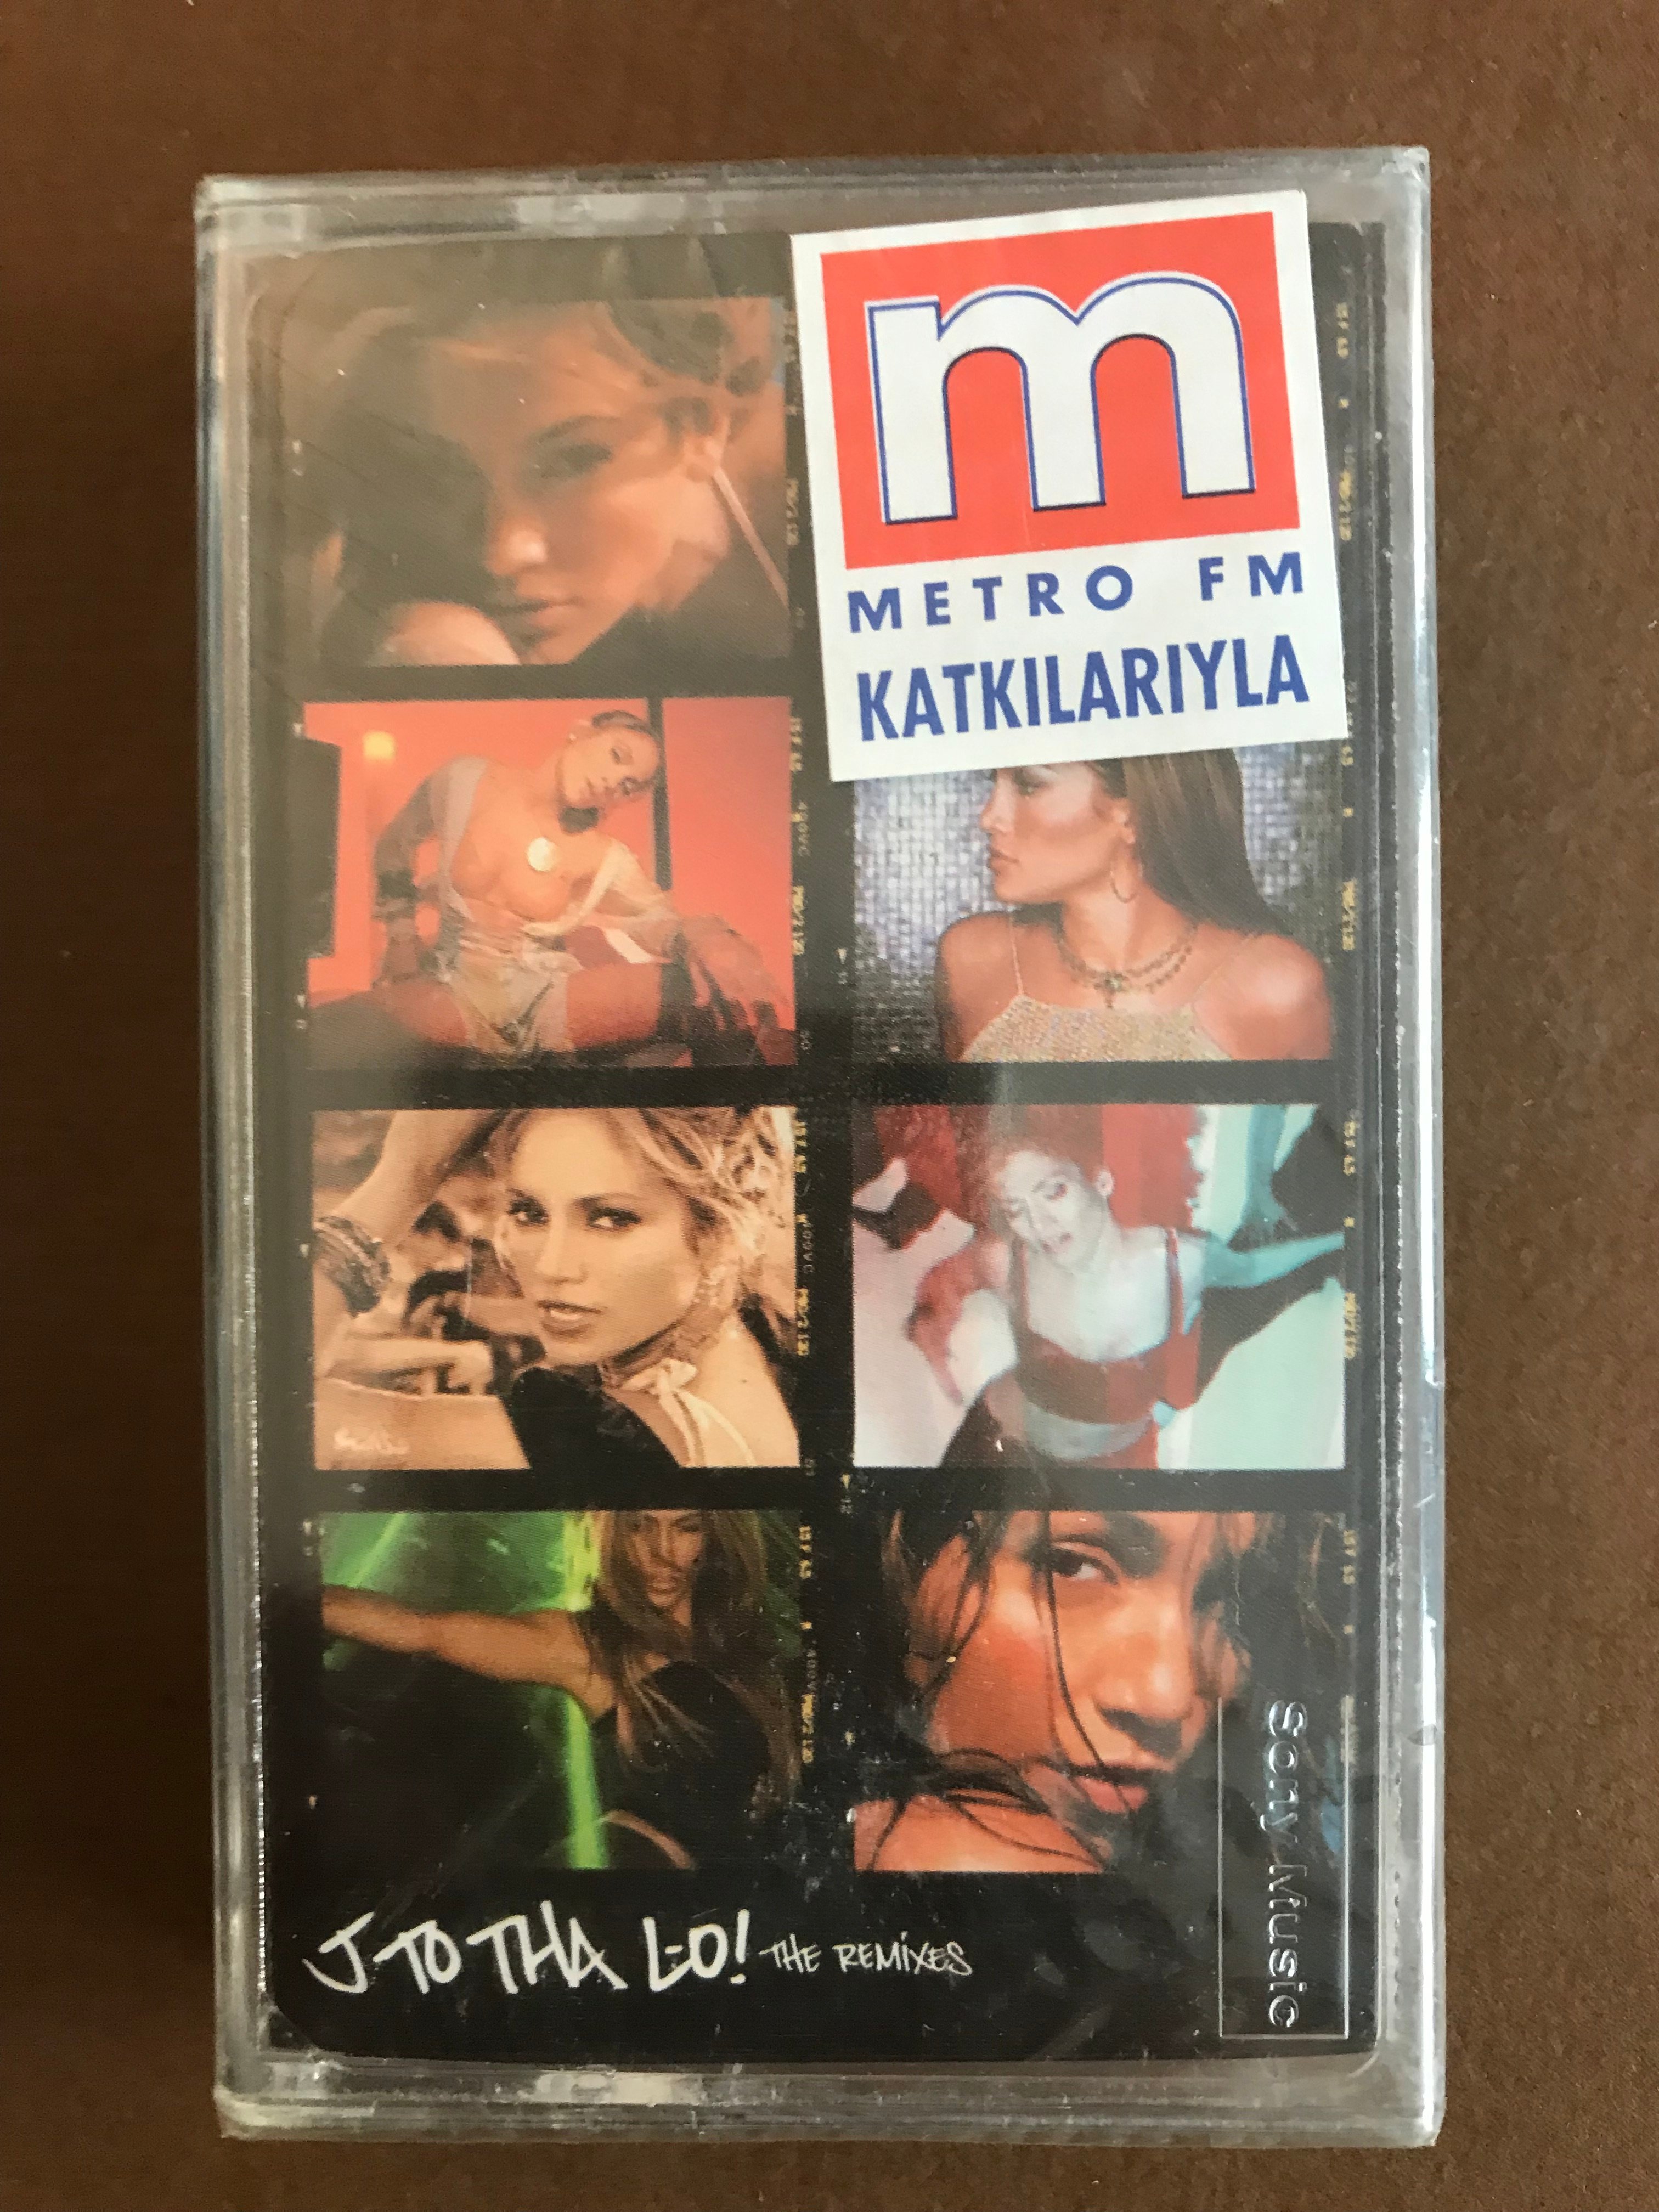 m
METRO FM
KATKILARIYLA
J TO THA L-O! THE REMIXES
Sony Music